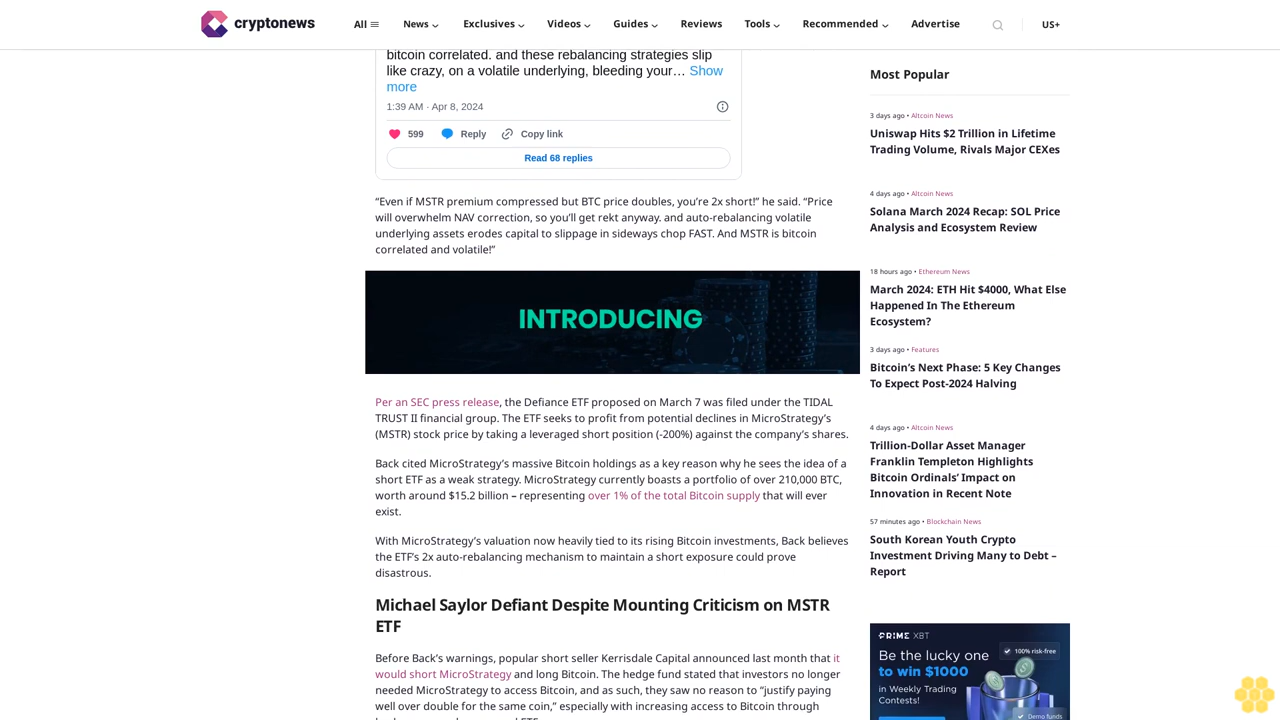 cryptonews
All
News
Exclusives
Videos
Guides
Reviews
Tools
Recommended
Advertise
US+
bitcoin correlated. and these rebalancing strategies slip
like crazy, on a volatile underlying, bleeding your… Show
more
1:39 AM · Apr 8, 2024
599
Reply
Copy link
Read 68 replies
“Even if MSTR premium compressed but BTC price doubles, you’re 2x short!” he said. “Price
will overwhelm NAV correction, so you’ll get rekt anyway. and auto-rebalancing volatile
underlying assets erodes capital to slippage in sideways chop FAST. And MSTR is bitcoin
correlated and volatile!”
INTRODUCING
Per an SEC press release, the Defiance ETF proposed on March 7 was filed under the TIDAL
TRUST II financial group. The ETF seeks to profit from potential declines in MicroStrategy’s
(MSTR) stock price by taking a leveraged short position (-200%) against the company’s shares.
Back cited MicroStrategy’s massive Bitcoin holdings as a key reason why he sees the idea of a
short ETF as a weak strategy. MicroStrategy currently boasts a portfolio of over 210,000 BTC,
worth around $15.2 billion – representing over 1% of the total Bitcoin supply that will ever
exist.
With MicroStrategy’s valuation now heavily tied to its rising Bitcoin investments, Back believes
the ETF’s 2x auto-rebalancing mechanism to maintain a short exposure could prove
disastrous.
Michael Saylor Defiant Despite Mounting Criticism on MSTR
ETF
Before Back’s warnings, popular short seller Kerrisdale Capital announced last month that it
would short MicroStrategy and long Bitcoin. The hedge fund stated that investors no longer
needed MicroStrategy to access Bitcoin, and as such, they saw no reason to “justify paying
well over double for the same coin,” especially with increasing access to Bitcoin through
Most Popular
3 days ago • Altcoin News
Uniswap Hits $2 Trillion in Lifetime
Trading Volume, Rivals Major CEXes
4 days ago • Altcoin News
Solana March 2024 Recap: SOL Price
Analysis and Ecosystem Review
18 hours ago • Ethereum News
March 2024: ETH Hit $4000, What Else
Happened In The Ethereum
Ecosystem?
3 days ago • Features
Bitcoin’s Next Phase: 5 Key Changes
To Expect Post-2024 Halving
4 days ago • Altcoin News
Trillion-Dollar Asset Manager
Franklin Templeton Highlights
Bitcoin Ordinals’ Impact on
Innovation in Recent Note
57 minutes ago • Blockchain News
South Korean Youth Crypto
Investment Driving Many to Debt –
Report
PRIME XBT
Be the lucky one
to win $1000
in Weekly Trading
Contests!
100% risk-free
Demo funds